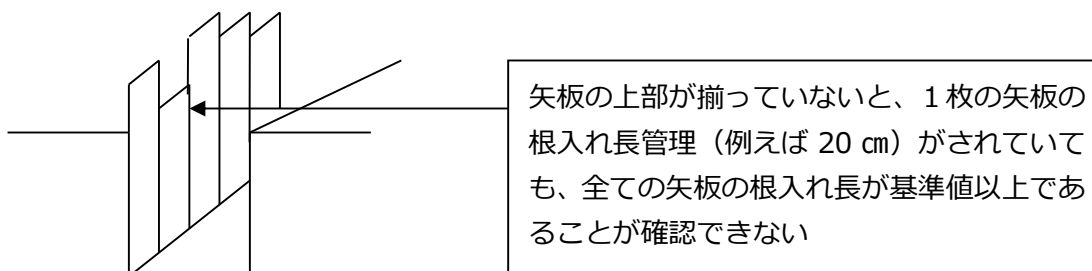 矢板の上部が揃っていないと、１枚の矢板の
根入れ長管理（例えば 20 ㎝）がされていて
も、全ての矢板の根入れ長が基準値以上であ
ることが確認できない